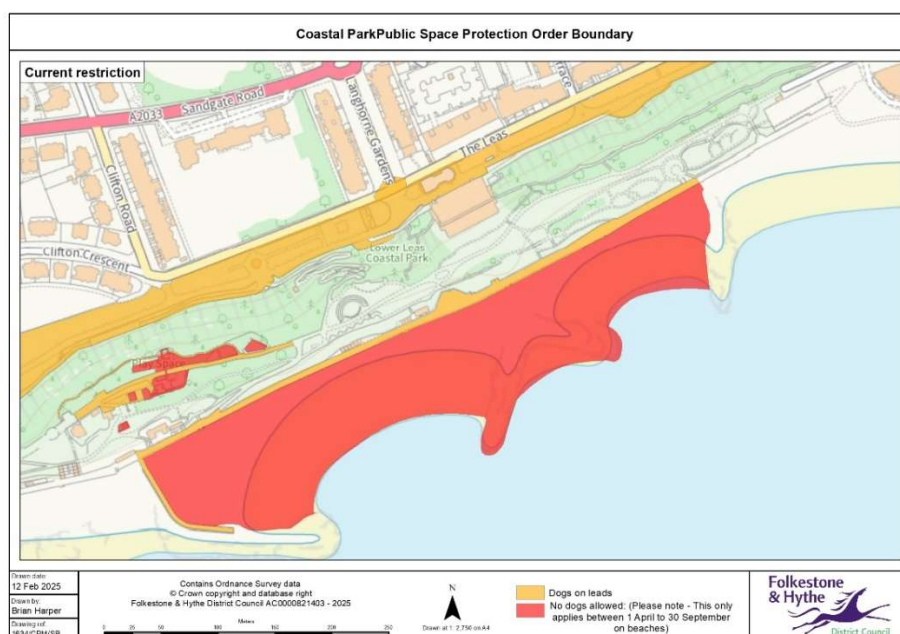 Coastal ParkPublic Space Protection Order Boundary
Current restriction
A2033
Sandgate Road
Langhorne Gardens
The Leas
Clifton Road
Clifton Crescent
Lower Leas
Coastal Park
Play Space
Drawn date:
12 Feb 2025
Drawn by:
Brian Harper
Drawing ref:
Contains Ordnance Survey data
© Crown copyright and database right
Folkestone & Hythe District Council AC0000821403 - 2025
Metres
0 25 50 100 150 200 250
N
Drawn at 1: 2,750 on A4
Dogs on leads
No dogs allowed: (Please note - This only
applies between 1 April to 30 September
on beaches)
Folkestone
& Hythe
District Council